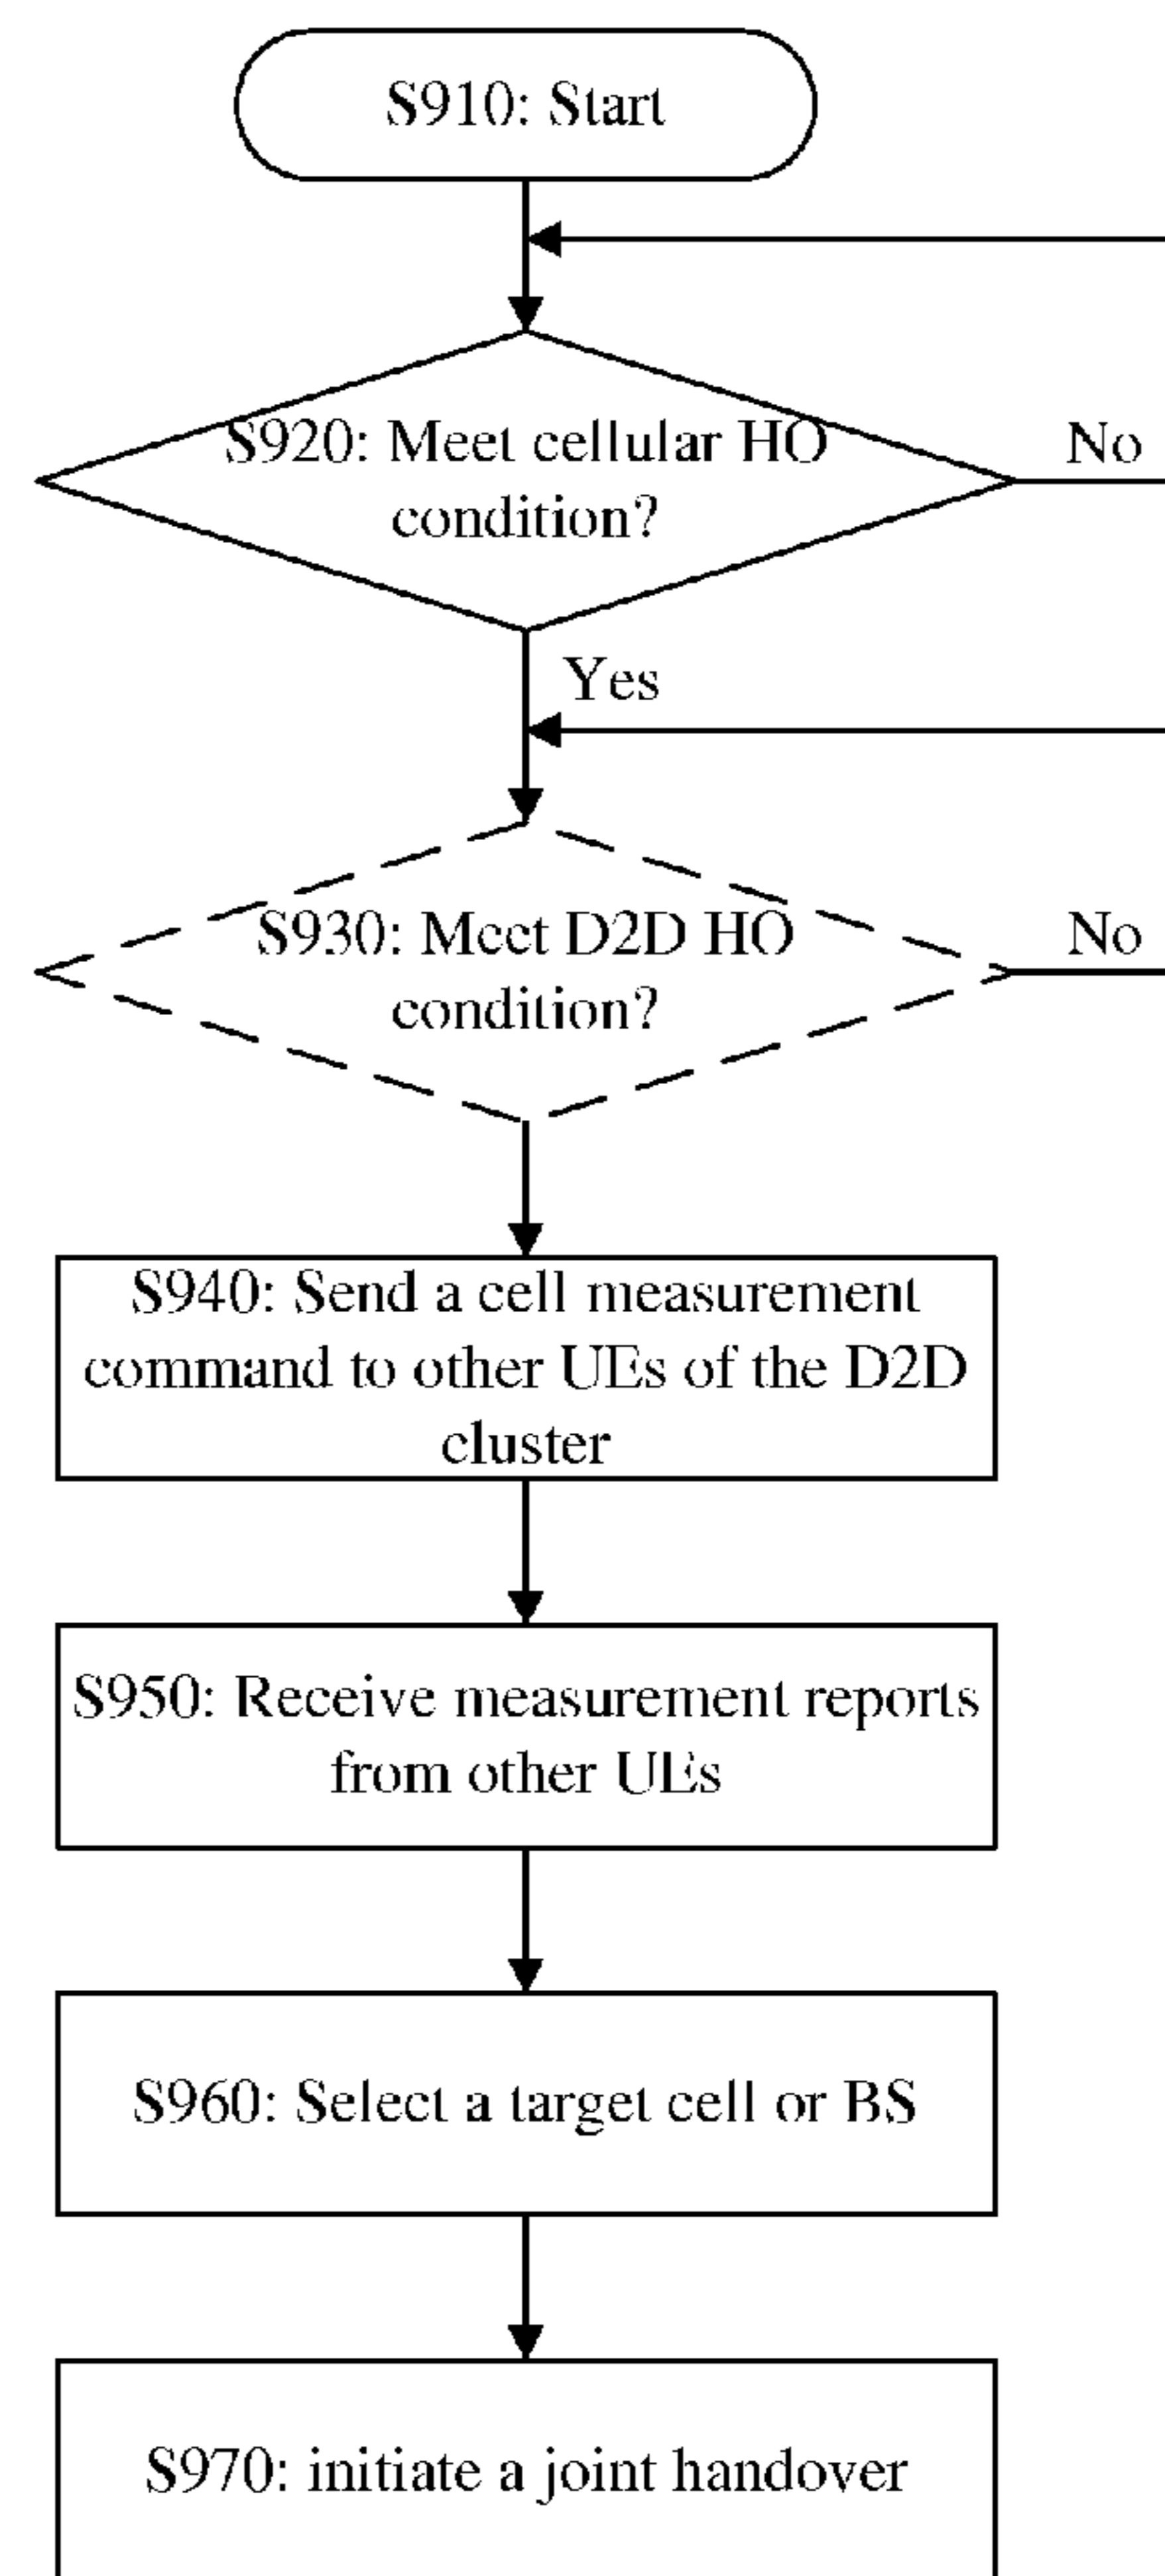 S910: Start
S920: Meet cellular HO
No
condition?
Yes
S930: Meet D2D HO
No
condition?
S940: Send a cell measurement
command to other UEs of the D2D
cluster
S950: Receive measurement reports
from other UEs
S960: Select a target cell or BS
S970: initiate a joint handover